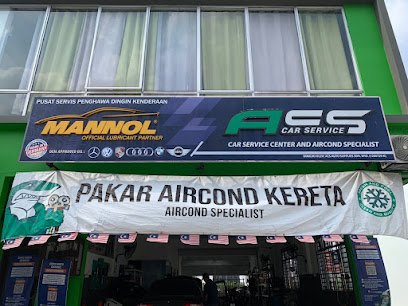 PUSAT SERVIS PENGHAWA DINGIN KENDERAAN
MANNOL
OFFICIAL LUBRICANT PARTNER
ASS
CAR SERVICE
CAR SERVICE CENTER AND AIRCOND SPECIALIST
PAKAR AIRCOND KERETA
AIRCOND SPECIALIST